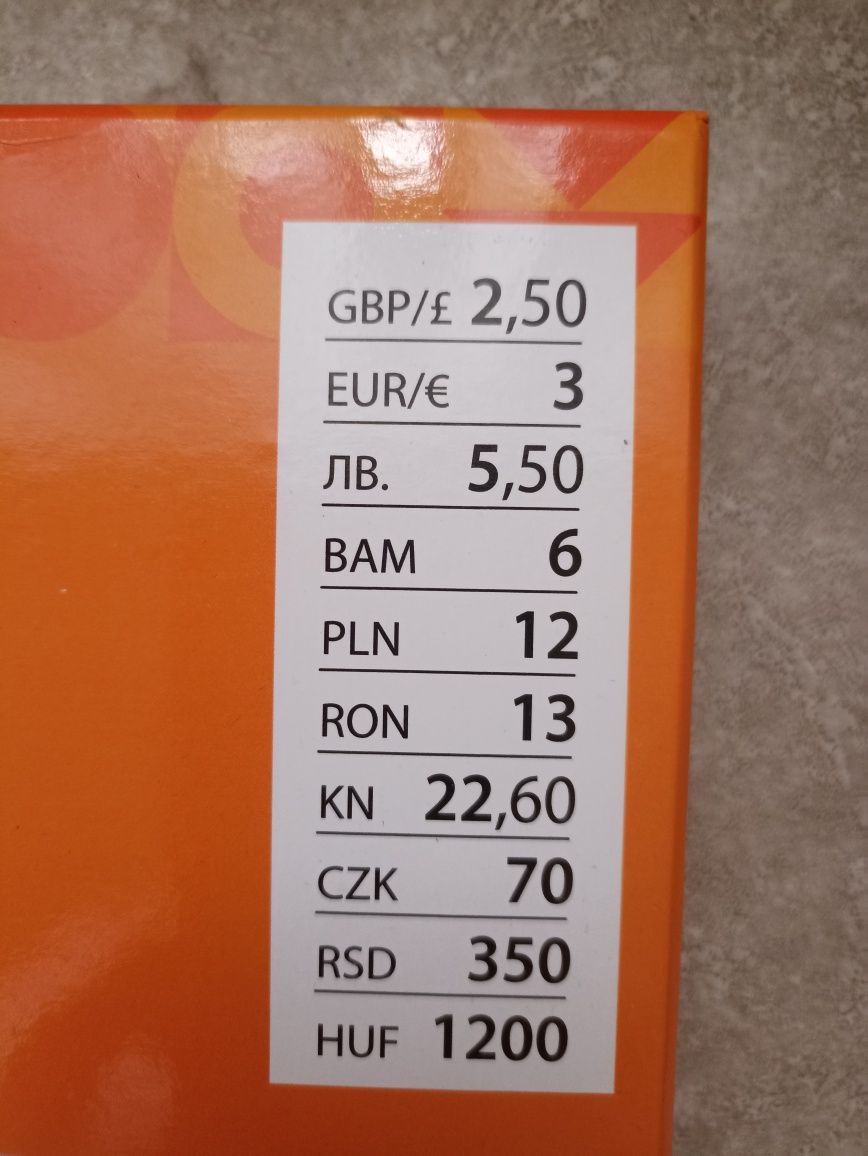 GBP/£ 2,50
EUR/€ 3
ЛВ. 5,50
BAM 6
PLN 12
RON 13
KN 22,60
CZK 70
RSD 350
HUF 1200